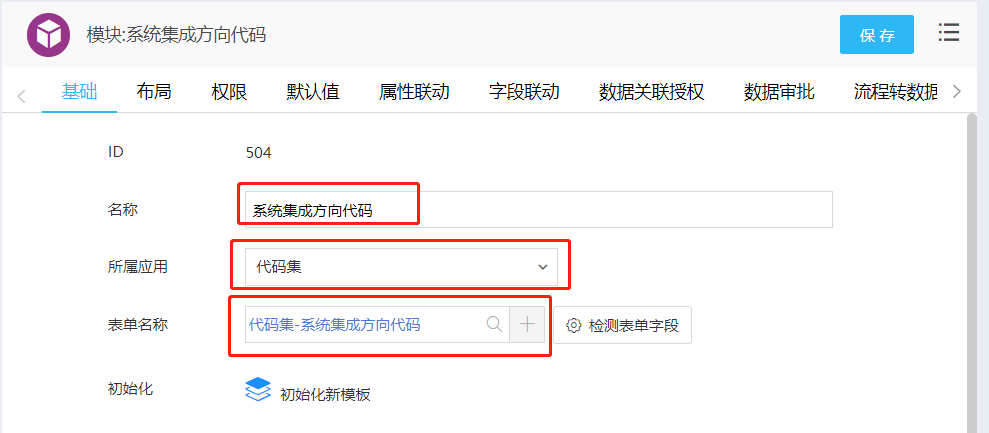 模块:系统集成方向代码
保 存
基础 布局 权限 默认值 属性联动 字段联动 数据关联授权 数据审批 流程转数据
ID 504
名称 系统集成方向代码
所属应用 代码集
表单名称 代码集-系统集成方向代码 检测表单字段
初始化 初始化新模板